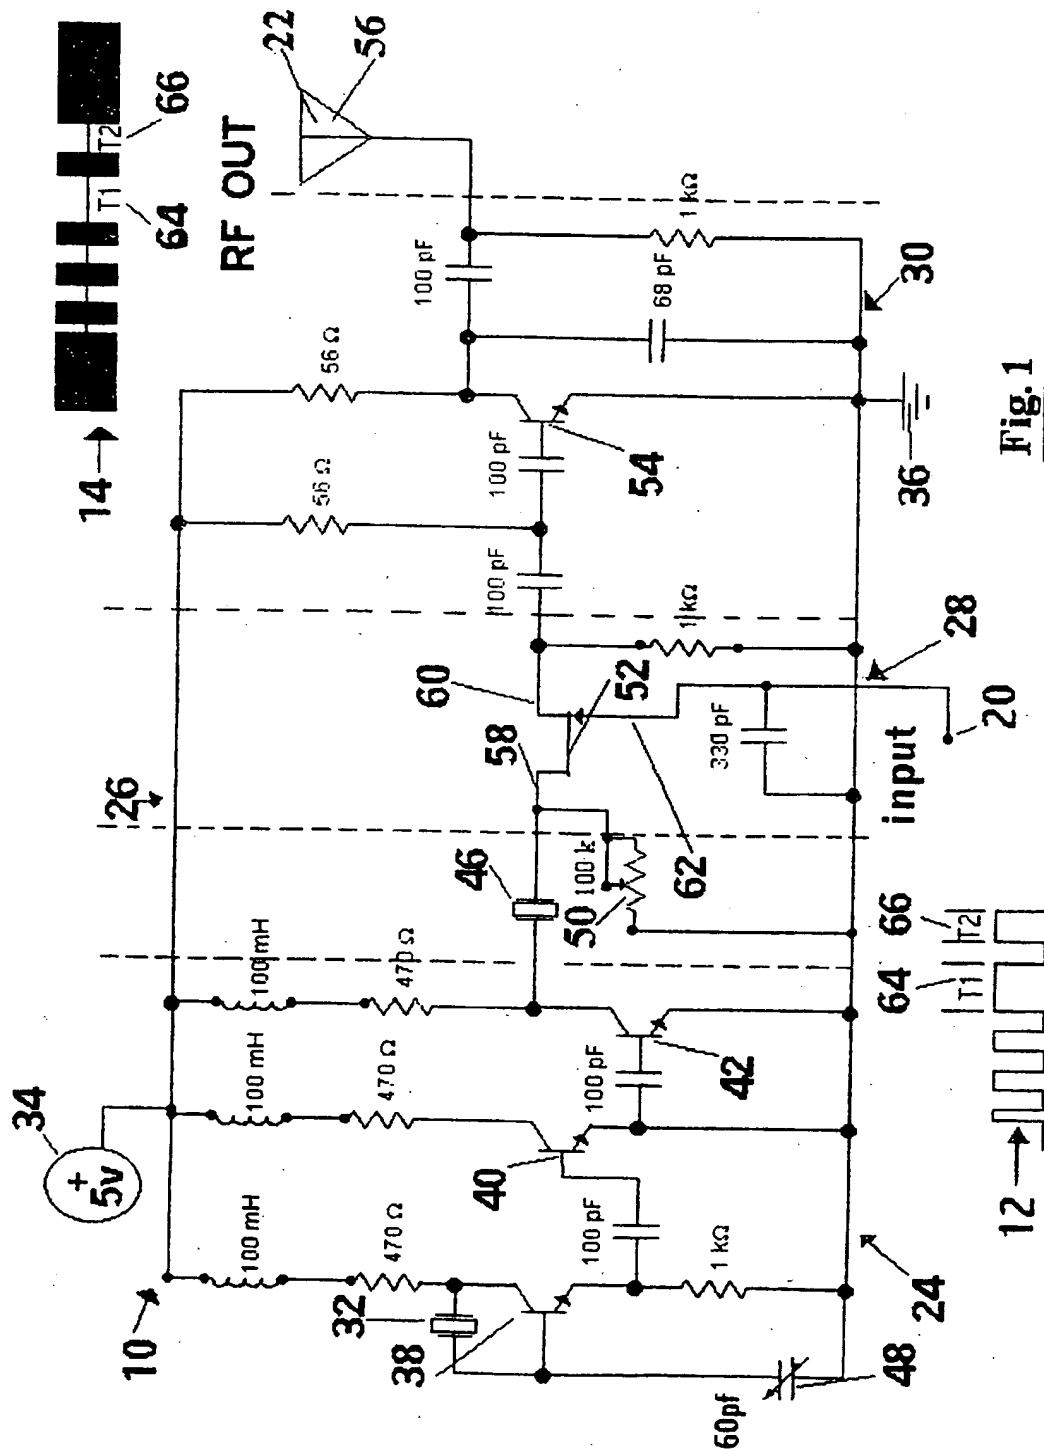 34
+
5v
10
100 mH
100 mH
100 mH
470 Ω
470 Ω
470 Ω
32
38
40
42
100 pF
100 pF
1 kΩ
60pf
48
24
26
46
58
60
100 k
50
62
52
330 pF
1 kΩ
28
input
20
12
64
T1
66
T2
14
56 Ω
56 Ω
100 pF
100 pF
54
100 pF
68 pF
1 kΩ
30
36
RF OUT
22
56
64
T1
66
T2
Fig. 1